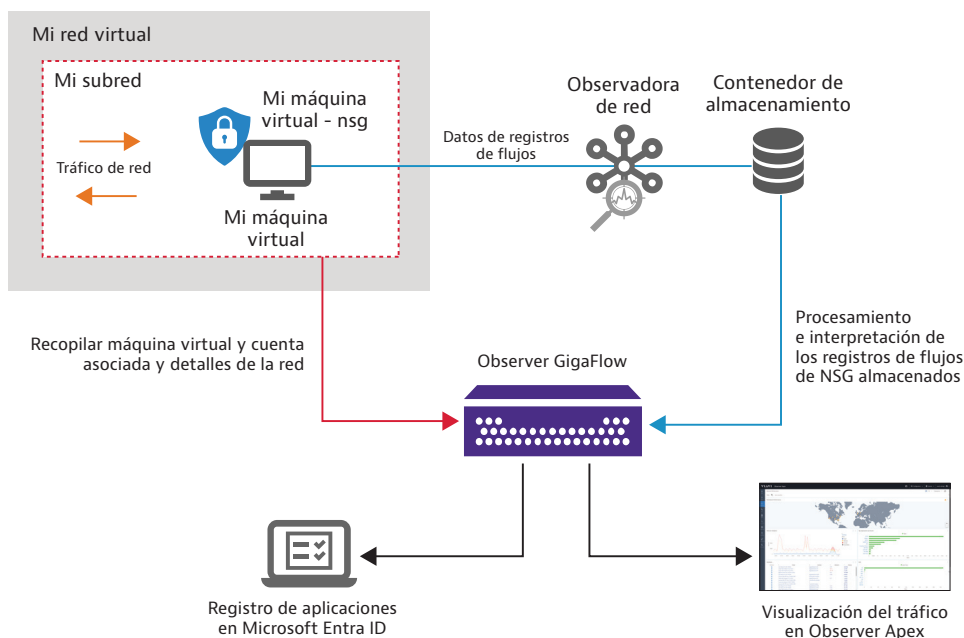 Mi red virtual
Mi subred
Mi máquina
virtual - nsg
Tráfico de red
Mi máquina
virtual
Datos de registros
de flujos
Observadora
de red
Contenedor de
almacenamiento
Recopilar máquina virtual y cuenta
asociada y detalles de la red
Observer GigaFlow
Procesamiento
e interpretación de
los registros de flujos
de NSG almacenados
Registro de aplicaciones
en Microsoft Entra ID
Visualización del tráfico
en Observer Apex